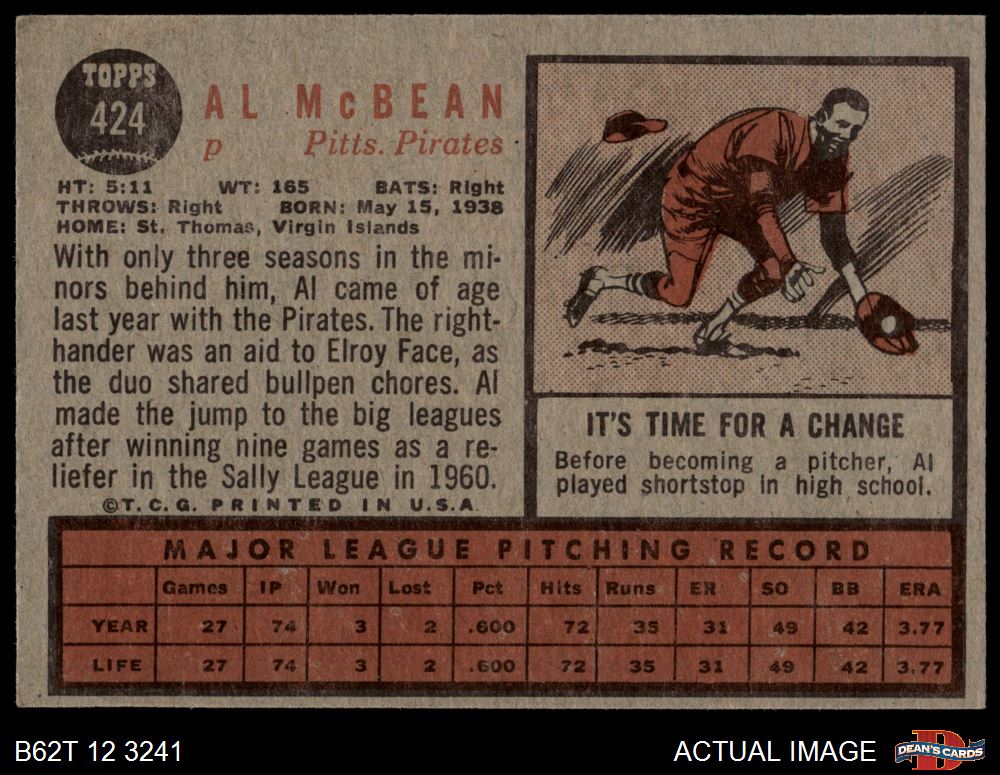 TOPPS
424
AL McBEAN
p Pitts. Pirates
HT: 5:11 WT: 165 BATS: Right
THROWS: Right BORN: May 15, 1938
HOME: St. Thomas, Virgin Islands
With only three seasons in the mi-
nors behind him, Al came of age
last year with the Pirates. The right-
hander was an aid to Elroy Face, as
the duo shared bullpen chores. Al
made the jump to the big leagues
after winning nine games as a re-
liefer in the Sally League in 1960.
©T.C.G. PRINTED IN U.S.A.
IT'S TIME FOR A CHANGE
Before becoming a pitcher, Al
played shortstop in high school.
MAJOR LEAGUE PITCHING RECORD
Games IP Won Lost Pct Hits Runs ER SO BB ERA
YEAR 27 74 3 2 .600 72 35 31 49 42 3.77
LIFE 27 74 3 2 .600 72 35 31 49 42 3.77
B62T 12 3241
ACTUAL IMAGE
DEAN'S CARDS